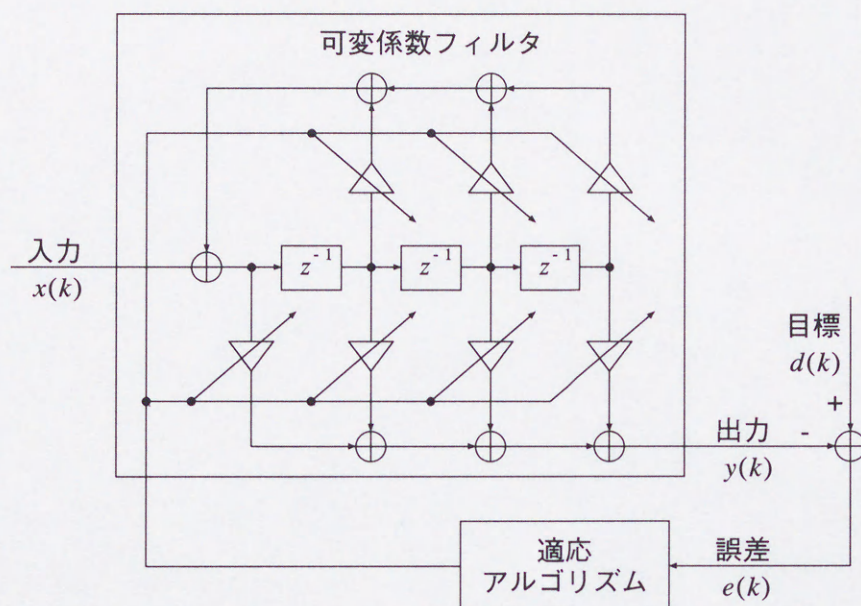 可変係数フィルタ
入力
x(k)
z⁻¹
z⁻¹
z⁻¹
目標
d(k)
+
出力
-
y(k)
適応
アルゴリズム
誤差
e(k)